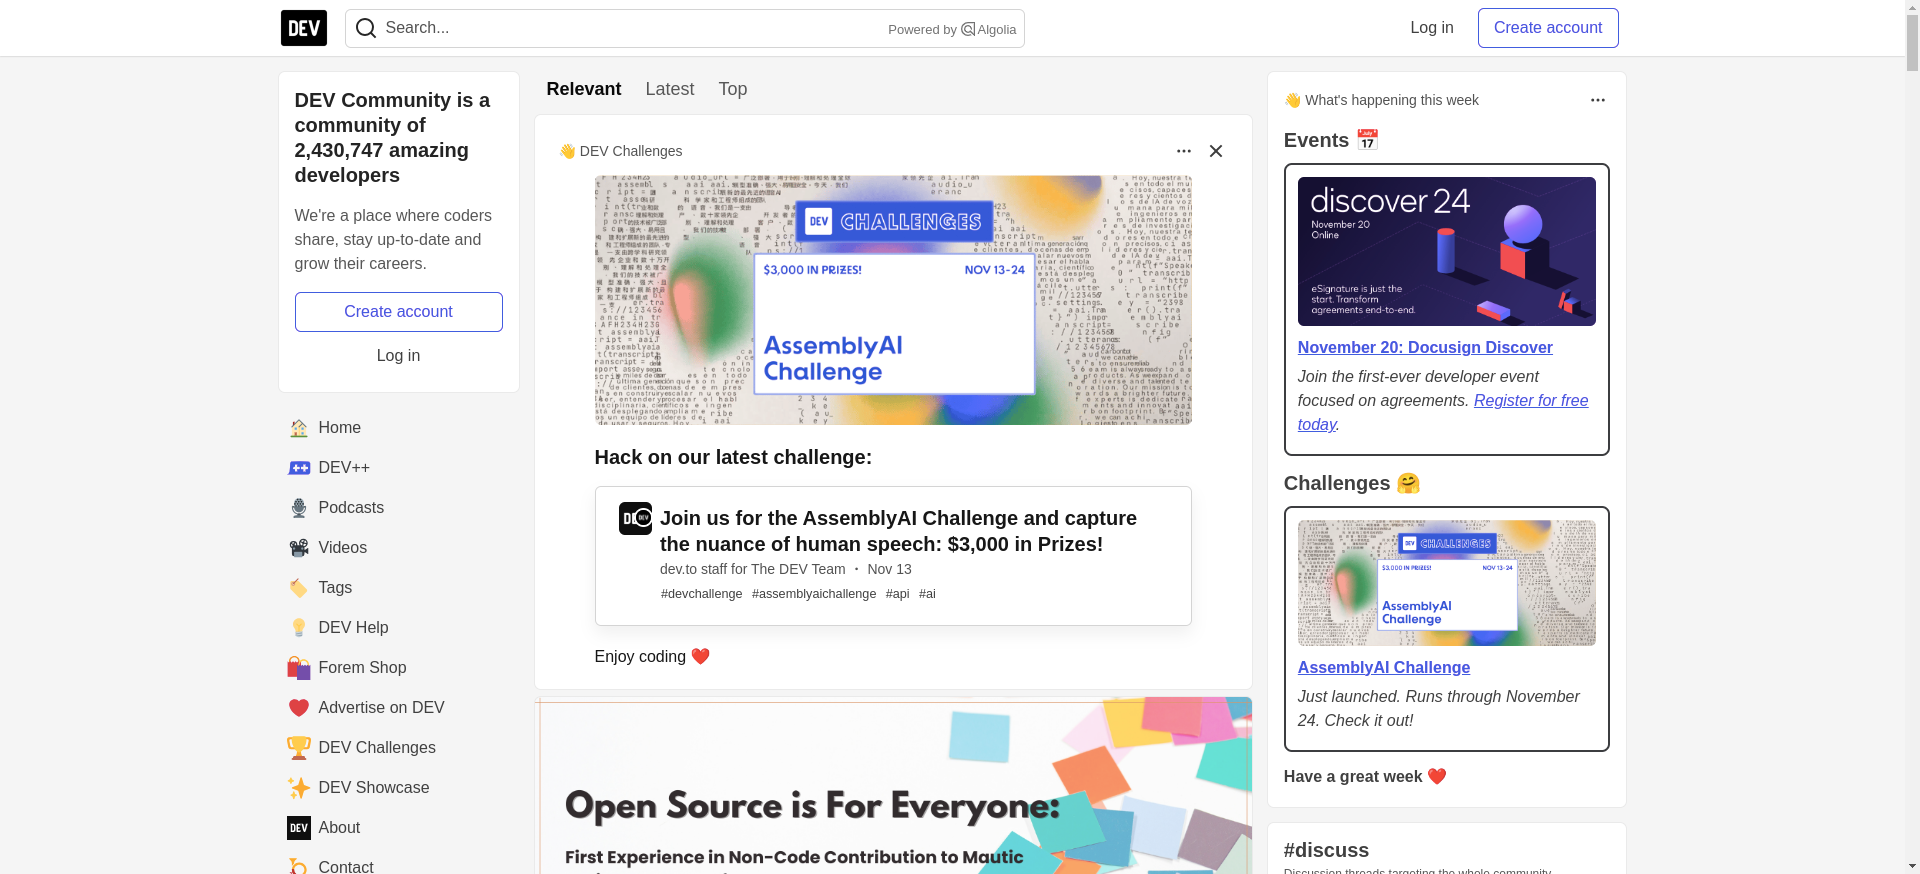 DEV
Search...
Powered by Algolia
Log in
Create account
DEV Community is a
community of
2,430,747 amazing
developers
We're a place where coders
share, stay up-to-date and
grow their careers.
Create account
Log in
Home
DEV++
Podcasts
Videos
Tags
DEV Help
Forem Shop
Advertise on DEV
DEV Challenges
DEV Showcase
DEV
About
Contact
Relevant
Latest
Top
👋 DEV Challenges
DEV CHALLENGES
$3,000 IN PRIZES!
NOV 13-24
AssemblyAI
Challenge
Hack on our latest challenge:
Join us for the AssemblyAI Challenge and capture
the nuance of human speech: $3,000 in Prizes!
dev.to staff for The DEV Team ・ Nov 13
#devchallenge #assemblyaichallenge #api #ai
Enjoy coding ❤️
Open Source is For Everyone:
First Experience in Non-Code Contribution to Mautic
👋 What's happening this week
Events 📅
discover 24
November 20
Online
eSignature is just the
start. Transform
agreements end-to-end.
November 20: Docusign Discover
Join the first-ever developer event
focused on agreements. Register for free
today.
Challenges 🤗
DEV CHALLENGES
$3,000 IN PRIZES!
NOV 13-24
AssemblyAI
Challenge
AssemblyAI Challenge
Just launched. Runs through November
24. Check it out!
Have a great week ❤️
#discuss
Discussion threads targeting the whole community